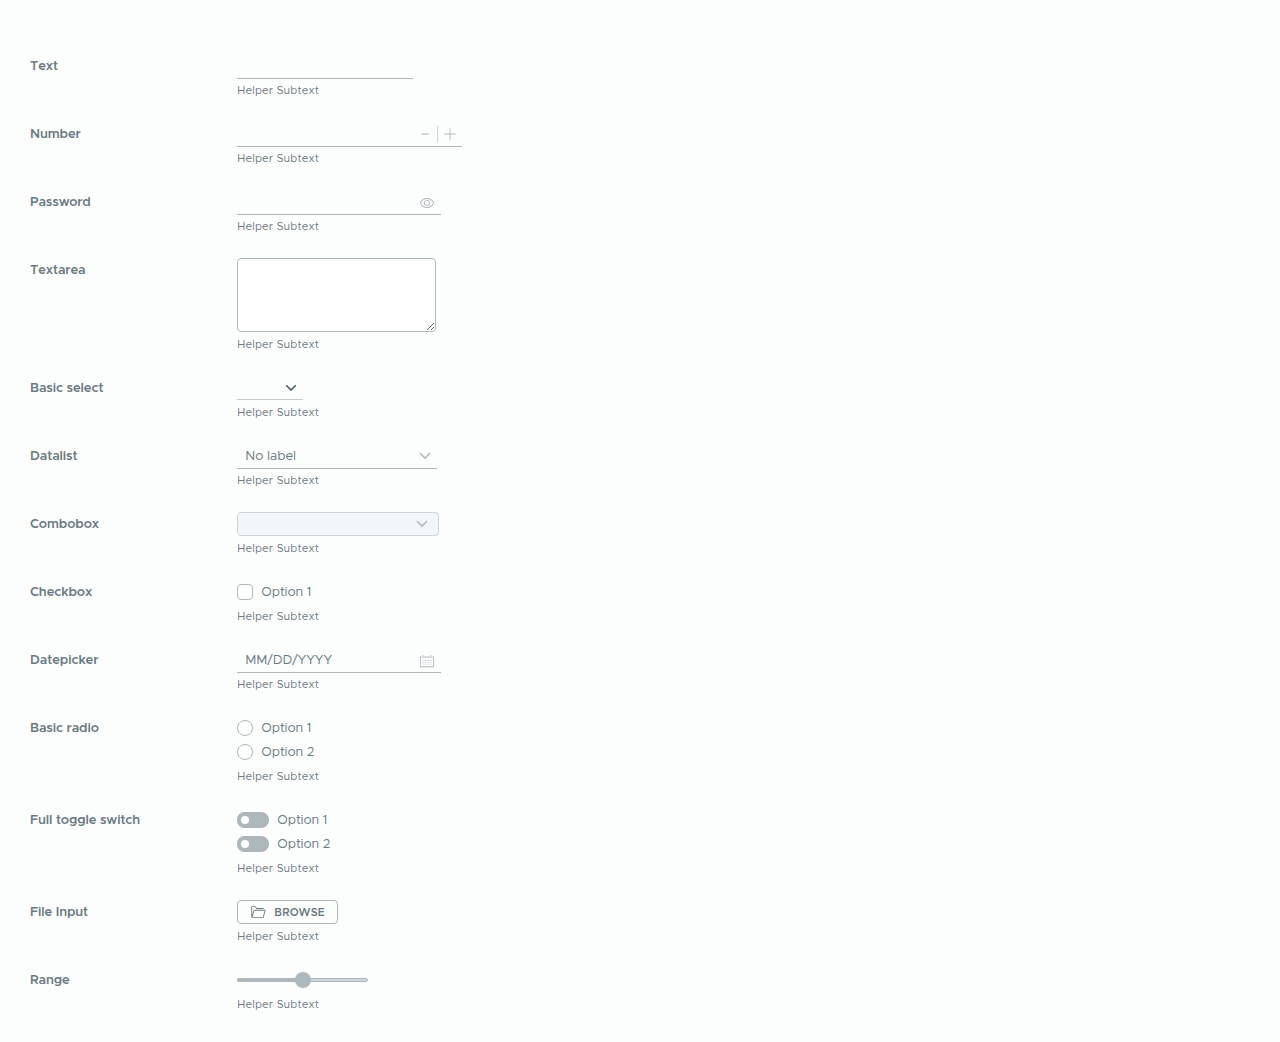 Text
Helper Subtext
Number
Helper Subtext
Password
Helper Subtext
Textarea
Helper Subtext
Basic select
Helper Subtext
Datalist No label
Helper Subtext
Combobox
Helper Subtext
Checkbox Option 1
Helper Subtext
Datepicker MM/DD/YYYY
Helper Subtext
Basic radio Option 1
Option 2
Helper Subtext
Full toggle switch Option 1
Option 2
Helper Subtext
File Input BROWSE
Helper Subtext
Range
Helper Subtext